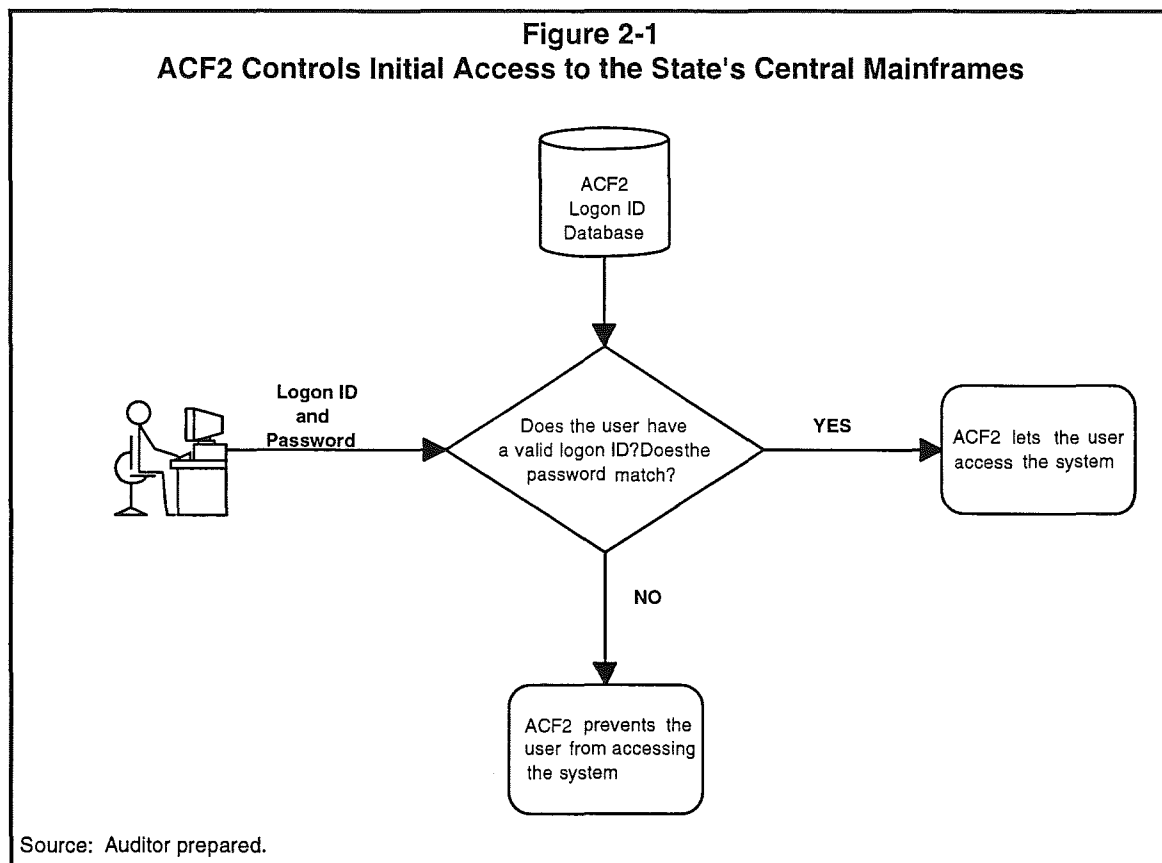 Figure 2-1
ACF2 Controls Initial Access to the State's Central Mainframes
ACF2
Logon ID
Database
Logon ID
and
Password
Does the user have
a valid logon ID?Doesthe
password match?
YES
ACF2 lets the user
access the system
NO
ACF2 prevents the
user from accessing
the system
Source: Auditor prepared.